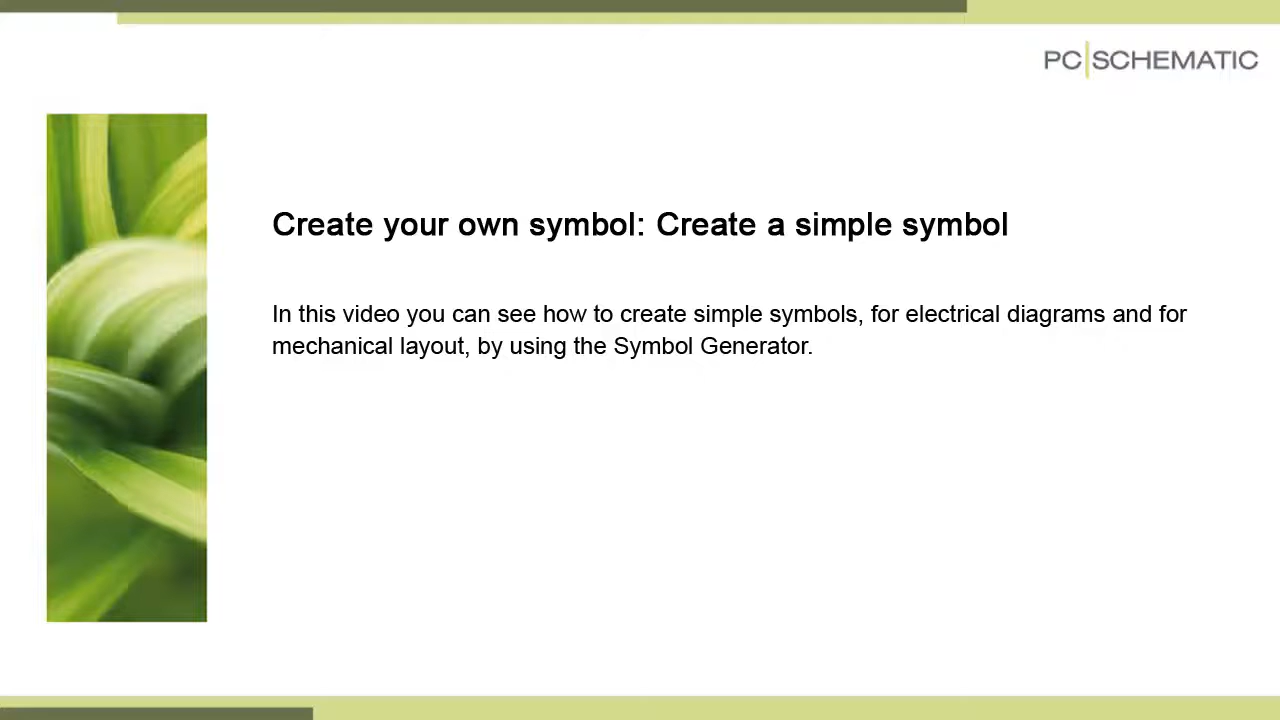 PC|SCHEMATIC
Create your own symbol: Create a simple symbol
In this video you can see how to create simple symbols, for electrical diagrams and for
mechanical layout, by using the Symbol Generator.